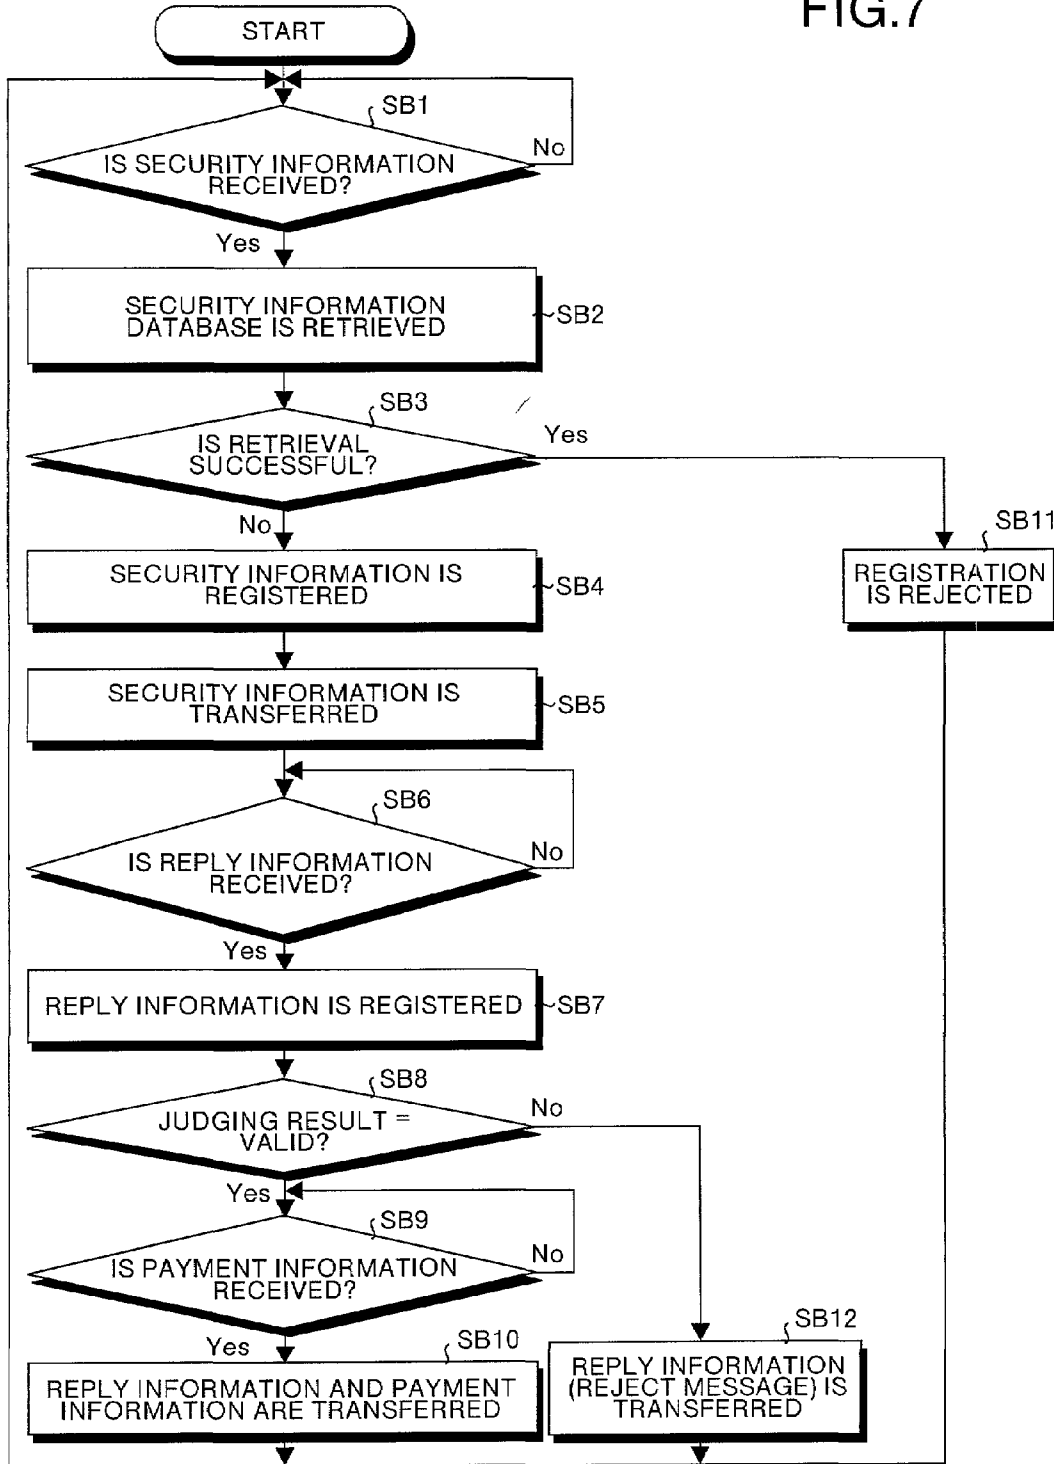 FIG.7
START
SB1
No
IS SECURITY INFORMATION
RECEIVED?
Yes
SECURITY INFORMATION
DATABASE IS RETRIEVED
SB2
SB3
Yes
IS RETRIEVAL
SUCCESSFUL?
No
SB11
SECURITY INFORMATION IS
REGISTERED
SB4
REGISTRATION
IS REJECTED
SECURITY INFORMATION IS
TRANSFERRED
SB5
SB6
No
IS REPLY INFORMATION
RECEIVED?
Yes
REPLY INFORMATION IS REGISTERED
SB7
SB8
No
JUDGING RESULT =
VALID?
Yes
SB9
No
IS PAYMENT INFORMATION
RECEIVED?
Yes
SB10
SB12
REPLY INFORMATION AND PAYMENT
INFORMATION ARE TRANSFERRED
REPLY INFORMATION
(REJECT MESSAGE) IS
TRANSFERRED